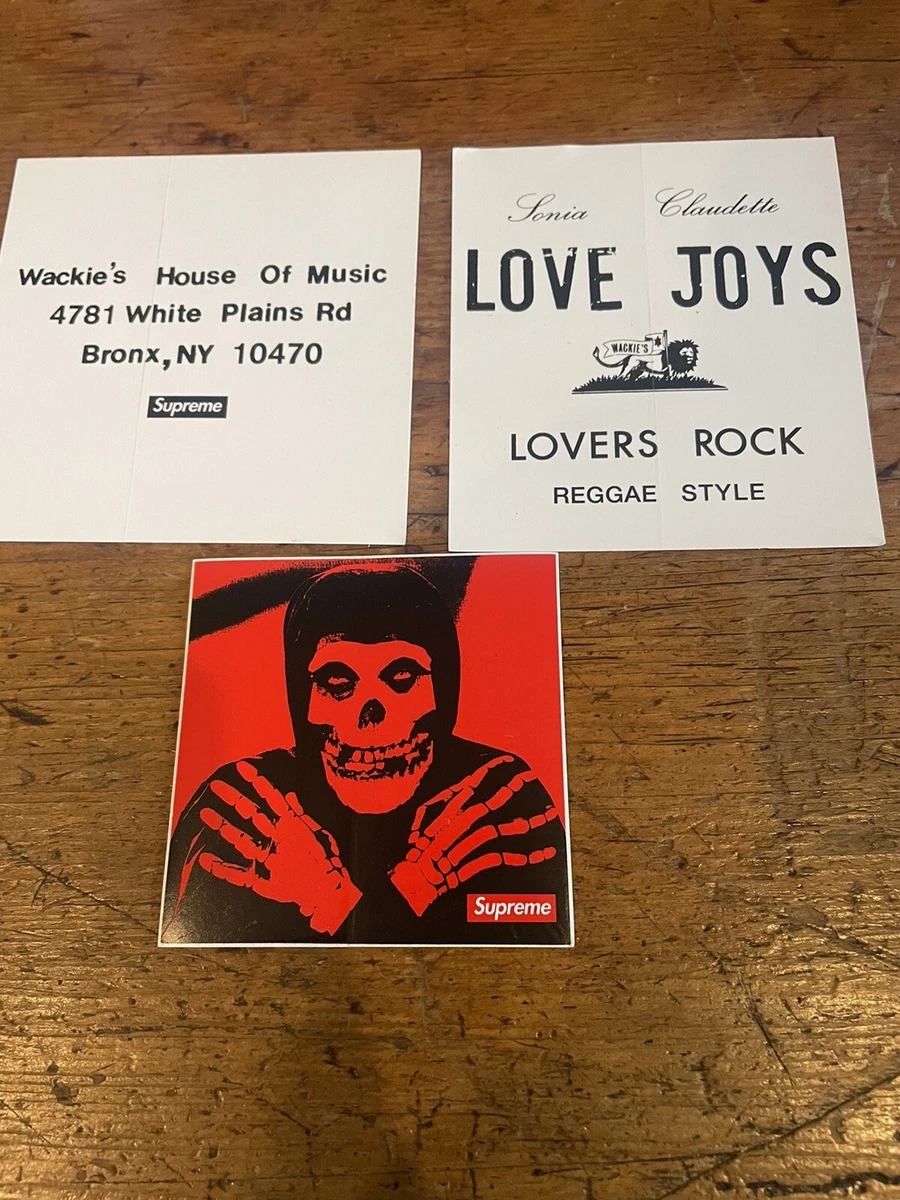 Wackie's House Of Music
4781 White Plains Rd
Bronx, NY 10470
Supreme
Sonia Claudette
LOVE JOYS
WACKIE'S
LOVERS ROCK
REGGAE STYLE
Supreme